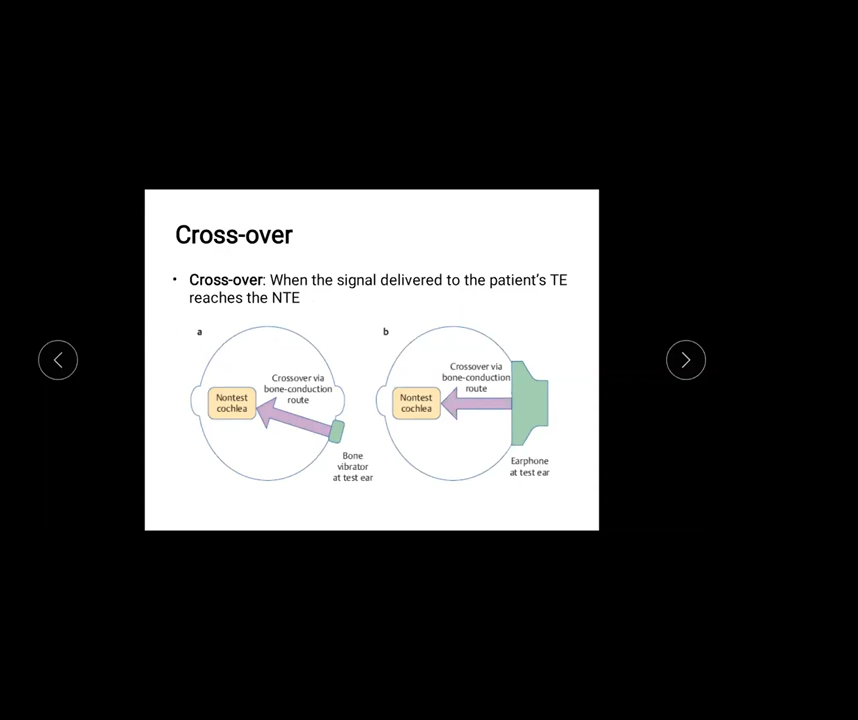 Cross-over
• Cross-over: When the signal delivered to the patient's TE
reaches the NTE
a
Nontest
cochlea
Crossover via
bone-conduction
route
Bone
vibrator
at test ear
b
Nontest
cochlea
Crossover via
bone-conduction
route
Earphone
at test ear